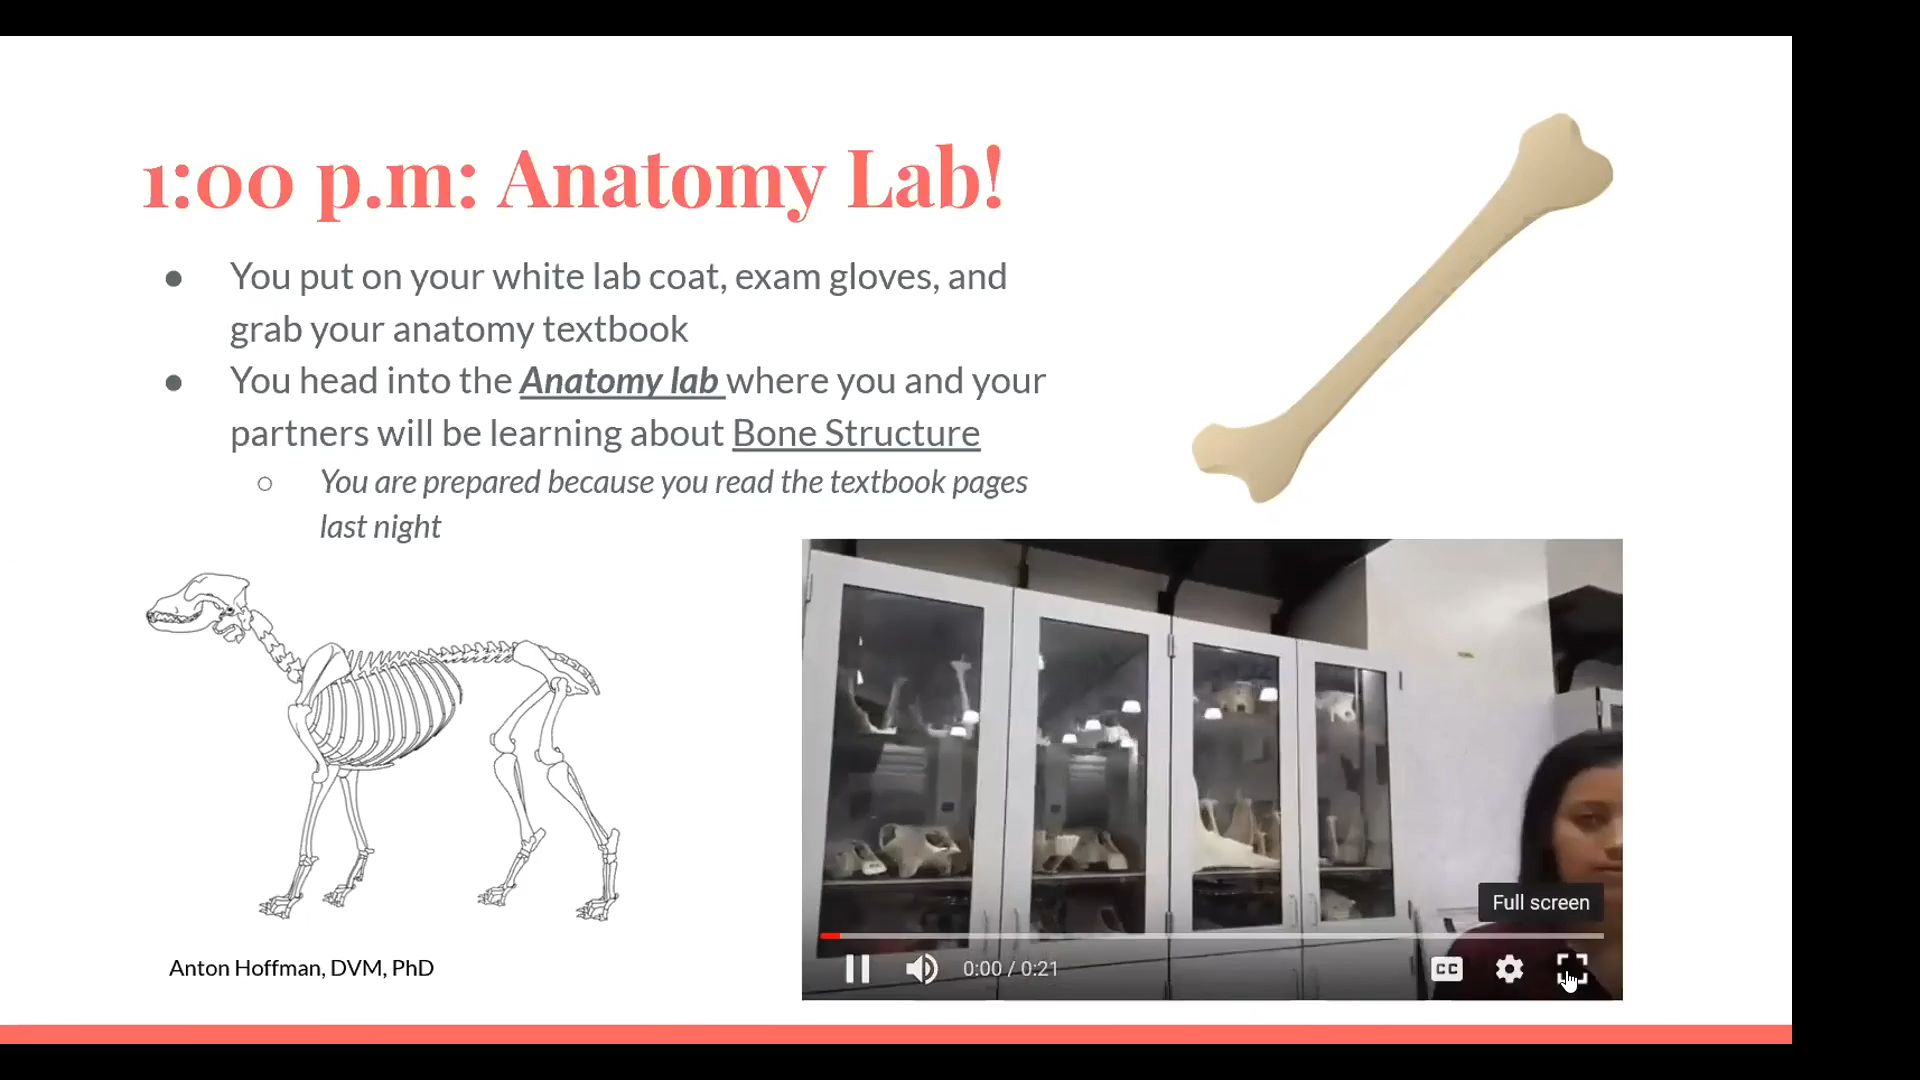 1:00 p.m: Anatomy Lab!
● You put on your white lab coat, exam gloves, and
grab your anatomy textbook
● You head into the Anatomy lab where you and your
partners will be learning about Bone Structure
○ You are prepared because you read the textbook pages
last night
Anton Hoffman, DVM, PhD
Full screen
0:00 / 0:21
CC